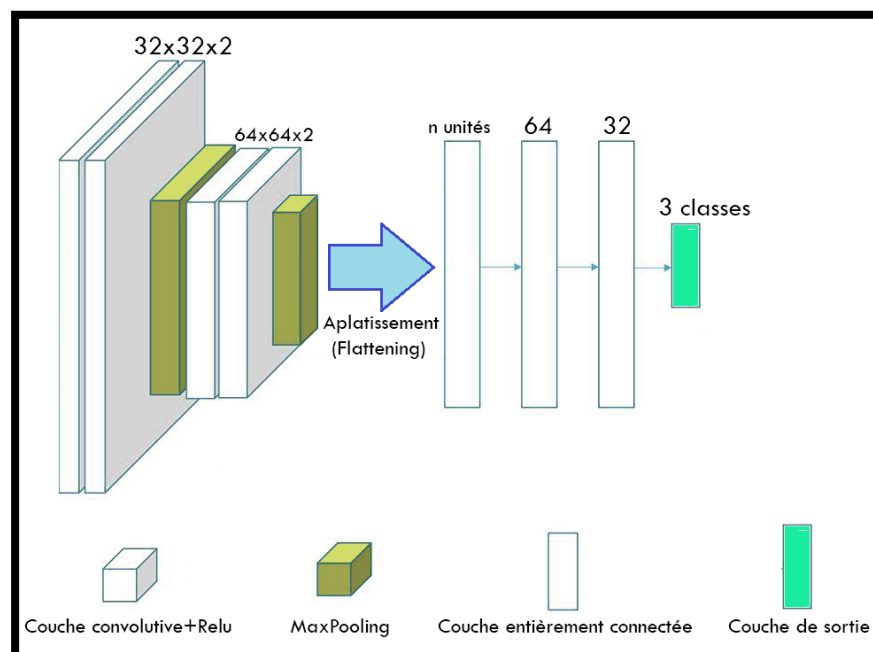 32x32x2
64x64x2
n unités
64
32
3 classes
Aplatissement
(Flattening)
Couche convolutive+Relu
MaxPooling
Couche entièrement connectée
Couche de sortie